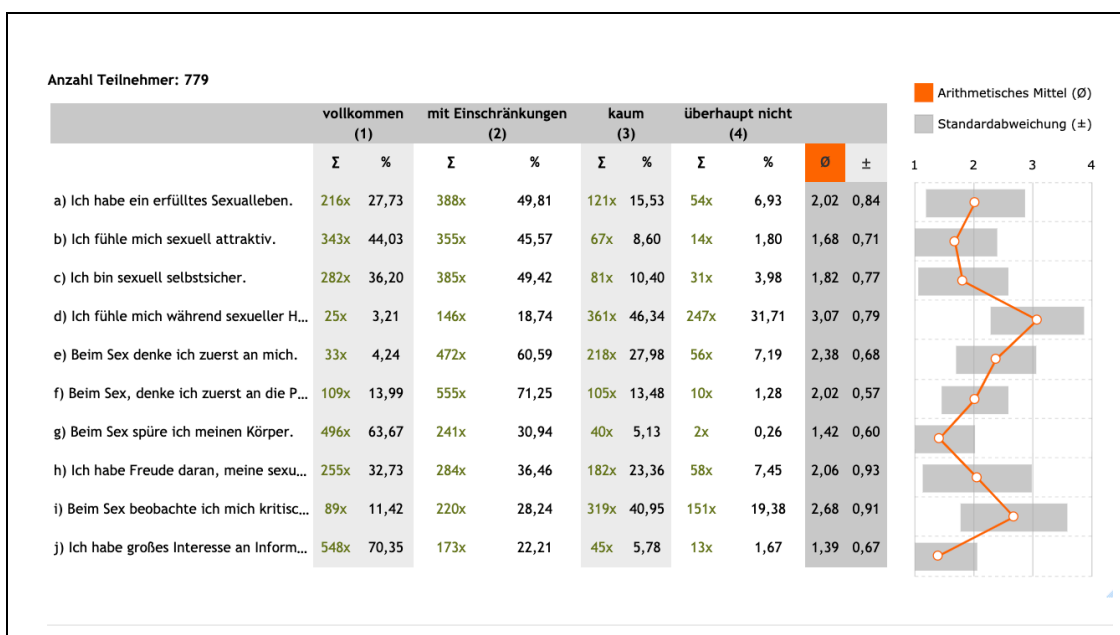 Anzahl Teilnehmer: 779
Arithmetisches Mittel (Ø)
Standardabweichung (±)
vollkommen (1) mit Einschränkungen (2) kaum (3) überhaupt nicht (4)
Σ % Σ % Σ % Σ % Ø ± 1 2 3 4
a) Ich habe ein erfülltes Sexualleben. 216x 27,73 388x 49,81 121x 15,53 54x 6,93 2,02 0,84
b) Ich fühle mich sexuell attraktiv. 343x 44,03 355x 45,57 67x 8,60 14x 1,80 1,68 0,71
c) Ich bin sexuell selbstsicher. 282x 36,20 385x 49,42 81x 10,40 31x 3,98 1,82 0,77
d) Ich fühle mich während sexueller H... 25x 3,21 146x 18,74 361x 46,34 247x 31,71 3,07 0,79
e) Beim Sex denke ich zuerst an mich. 33x 4,24 472x 60,59 218x 27,98 56x 7,19 2,38 0,68
f) Beim Sex, denke ich zuerst an die P... 109x 13,99 555x 71,25 105x 13,48 10x 1,28 2,02 0,57
g) Beim Sex spüre ich meinen Körper. 496x 63,67 241x 30,94 40x 5,13 2x 0,26 1,42 0,60
h) Ich habe Freude daran, meine sexu... 255x 32,73 284x 36,46 182x 23,36 58x 7,45 2,06 0,93
i) Beim Sex beobachte ich mich kritisc... 89x 11,42 220x 28,24 319x 40,95 151x 19,38 2,68 0,91
j) Ich habe großes Interesse an Inform... 548x 70,35 173x 22,21 45x 5,78 13x 1,67 1,39 0,67